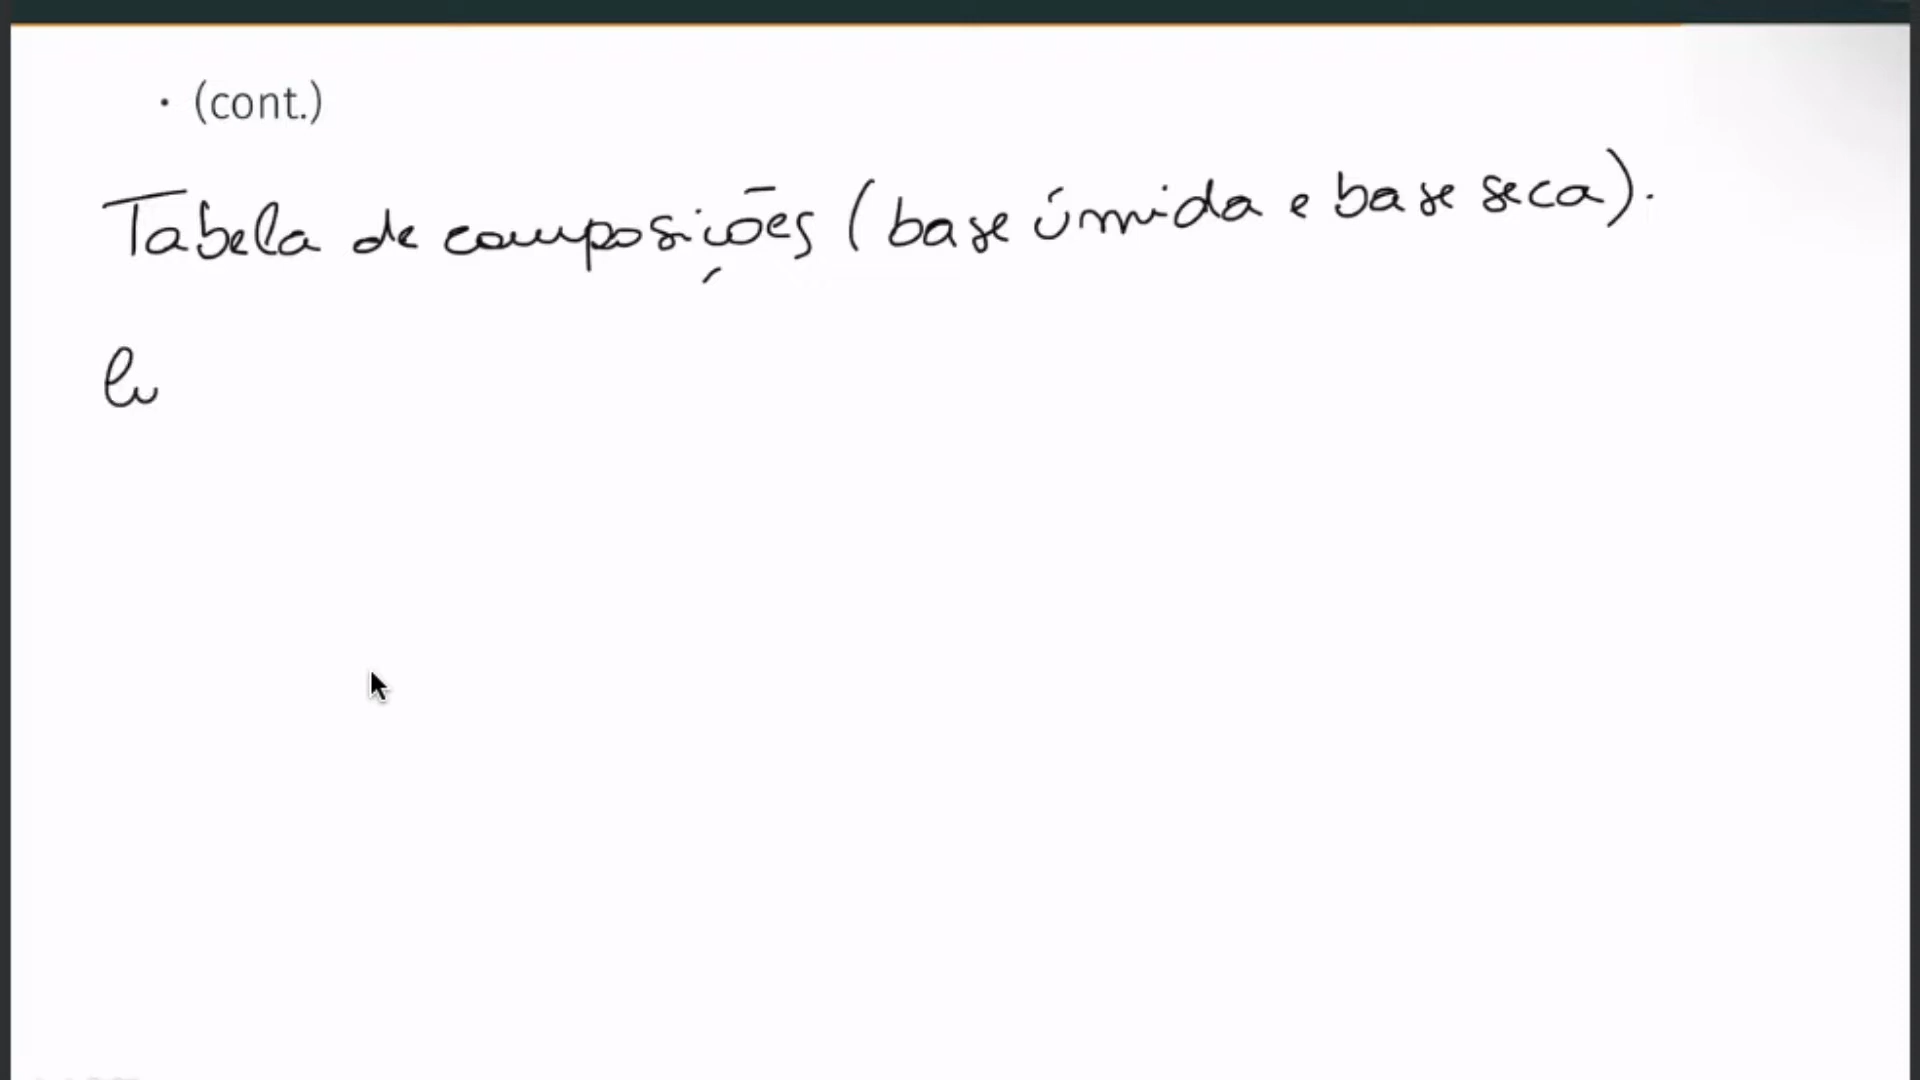 • (cont.)
Tabela de composições (base úmida e base seca).